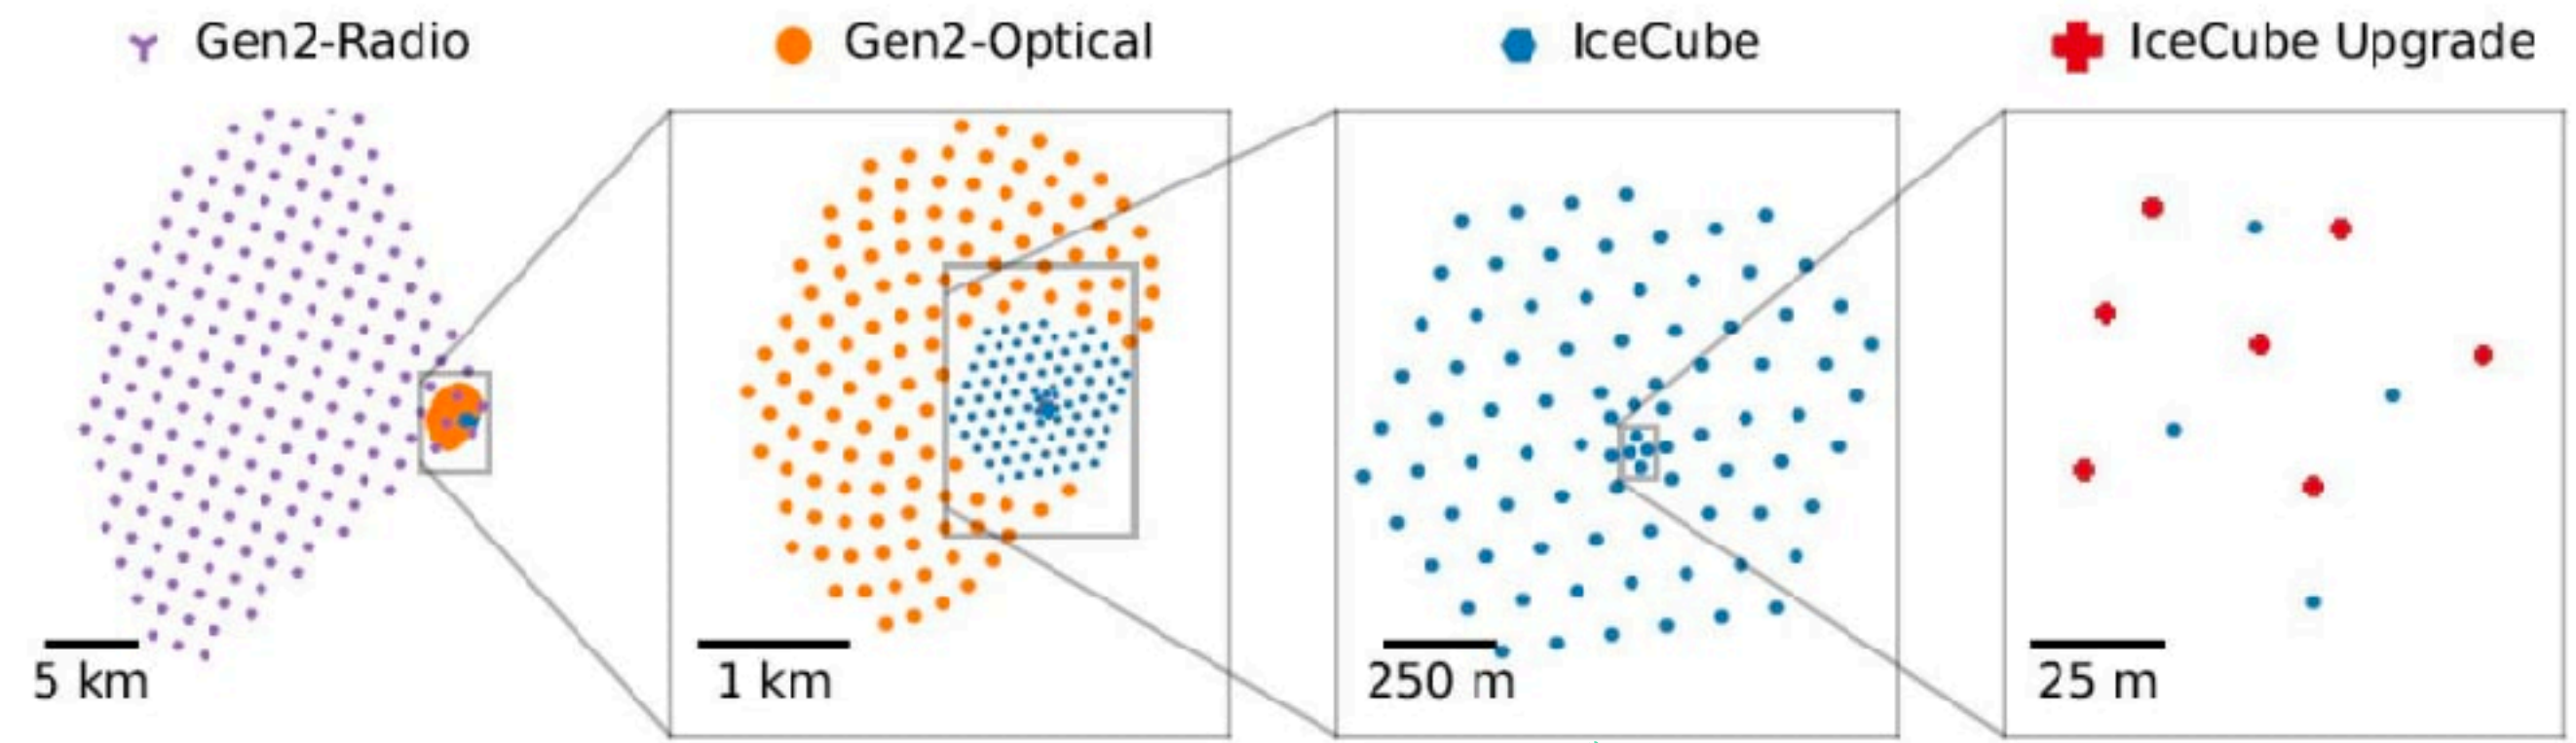 Gen2-Radio
Gen2-Optical
IceCube
IceCube Upgrade
5 km
1 km
250 m
25 m